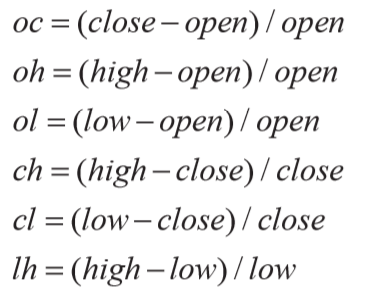 oc = (close – open) / open
oh = (high – open) / open
ol = (low – open) / open
ch = (high – close) / close
cl = (low – close) / close
lh = (high – low) / low